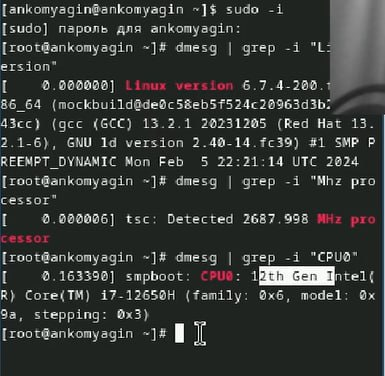 [ankomyagin@ankomyagin ~]$ sudo -i
[sudo] пароль для ankomyagin:
[root@ankomyagin ~]# dmesg | grep -i "Li
ersion"
[    0.000000] Linux version 6.7.4-200.
86_64 (mockbuild@de0c58eb5f524c20963d3b2
43cc) (gcc (GCC) 13.2.1 20231205 (Red Hat 13.
2.1-6), GNU ld version 2.40-14.fc39) #1 SMP P
REEMPT_DYNAMIC Mon Feb  5 22:21:14 UTC 2024
[root@ankomyagin ~]# dmesg | grep -i "Mhz pro
cessor"
[    0.000006] tsc: Detected 2687.998 MHz pro
cessor
[root@ankomyagin ~]# dmesg | grep -i "CPU0"
[    0.163390] smpboot: CPU0: 12th Gen Intel(
R) Core(TM) i7-12650H (family: 0x6, model: 0x
9a, stepping: 0x3)
[root@ankomyagin ~]#